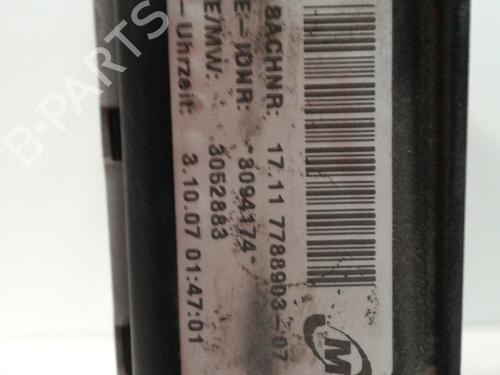 SACHNR: 17.11 7788903-07
E-IDNR: *3094174*
E/MW: 3052883
- Uhrzeit: 3.10.07 01:47:01
M
B-PARTS